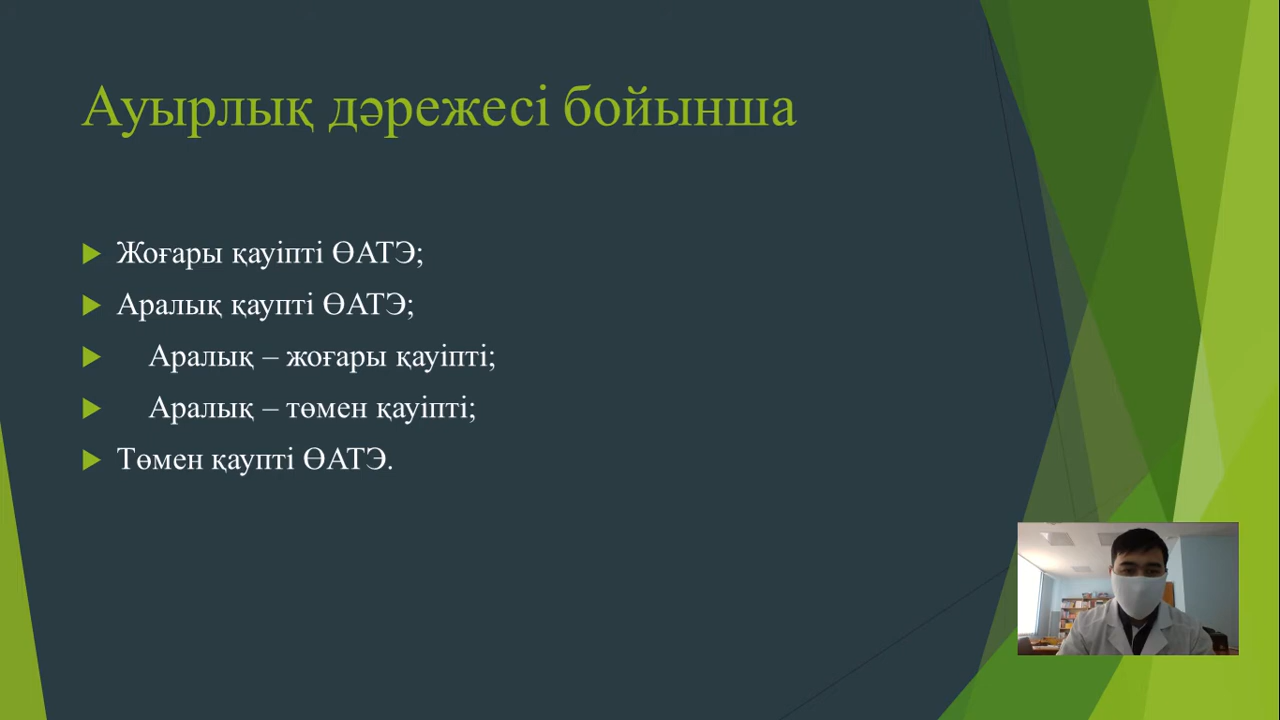 Ауырлық дәрежесі бойынша
Жоғары қауіпті ӨАТЭ;
Аралық қаупті ӨАТЭ;
Аралық – жоғары қауіпті;
Аралық – төмен қауіпті;
Төмен қаупті ӨАТЭ.